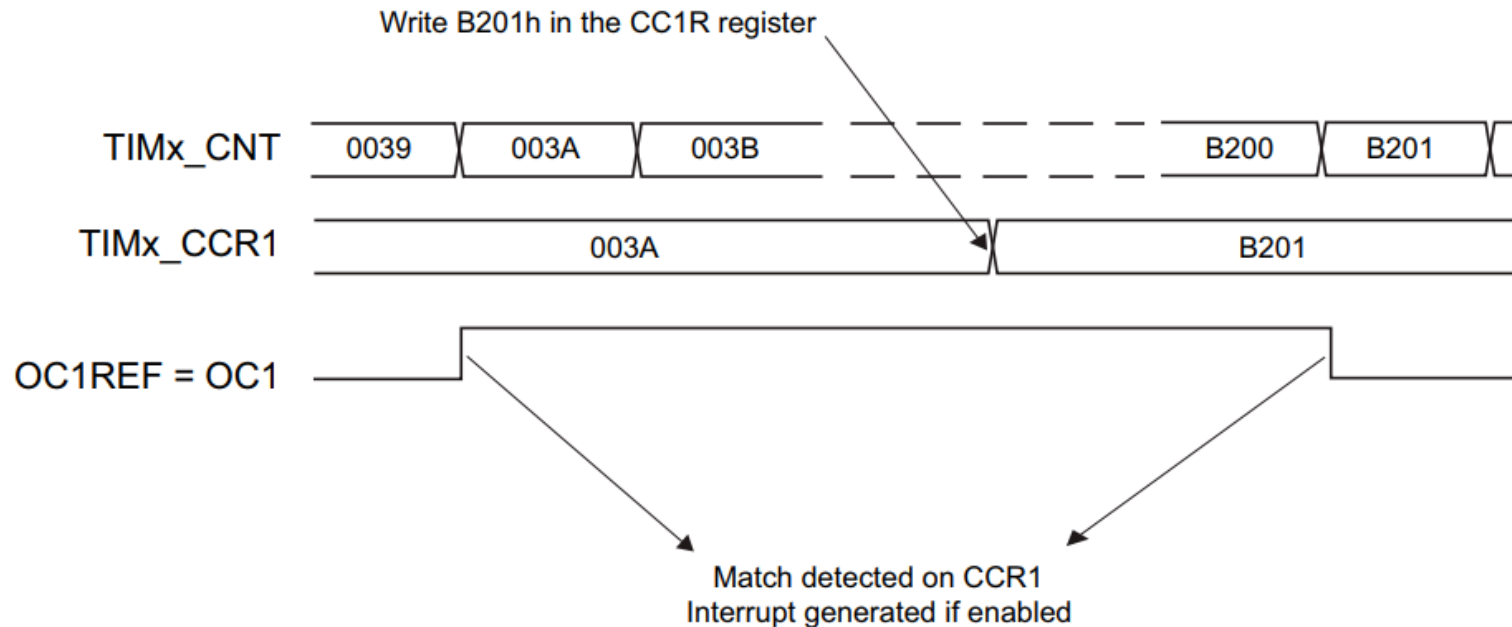 Write B201h in the CC1R register
TIMx_CNT 0039 003A 003B B200 B201
TIMx_CCR1 003A B201
OC1REF = OC1
Match detected on CCR1
Interrupt generated if enabled